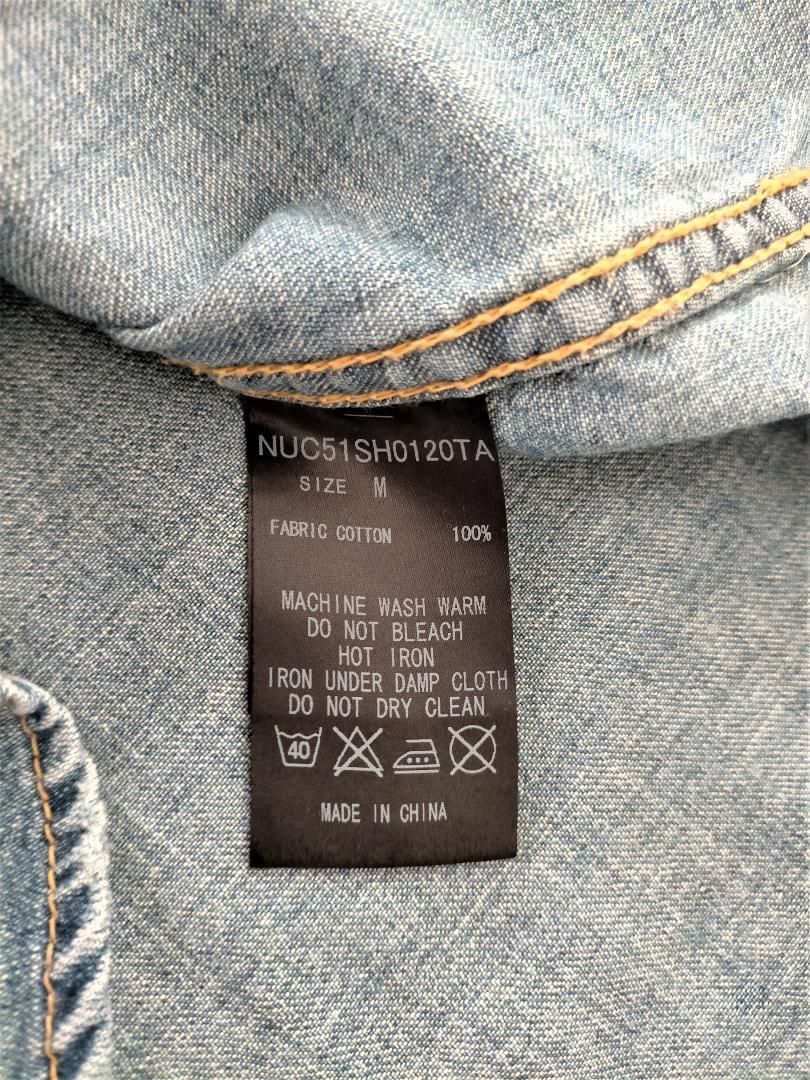 NUC51SH0120TA
SIZE M
FABRIC COTTON 100%
MACHINE WASH WARM
DO NOT BLEACH
HOT IRON
IRON UNDER DAMP CLOTH
DO NOT DRY CLEAN
40
MADE IN CHINA